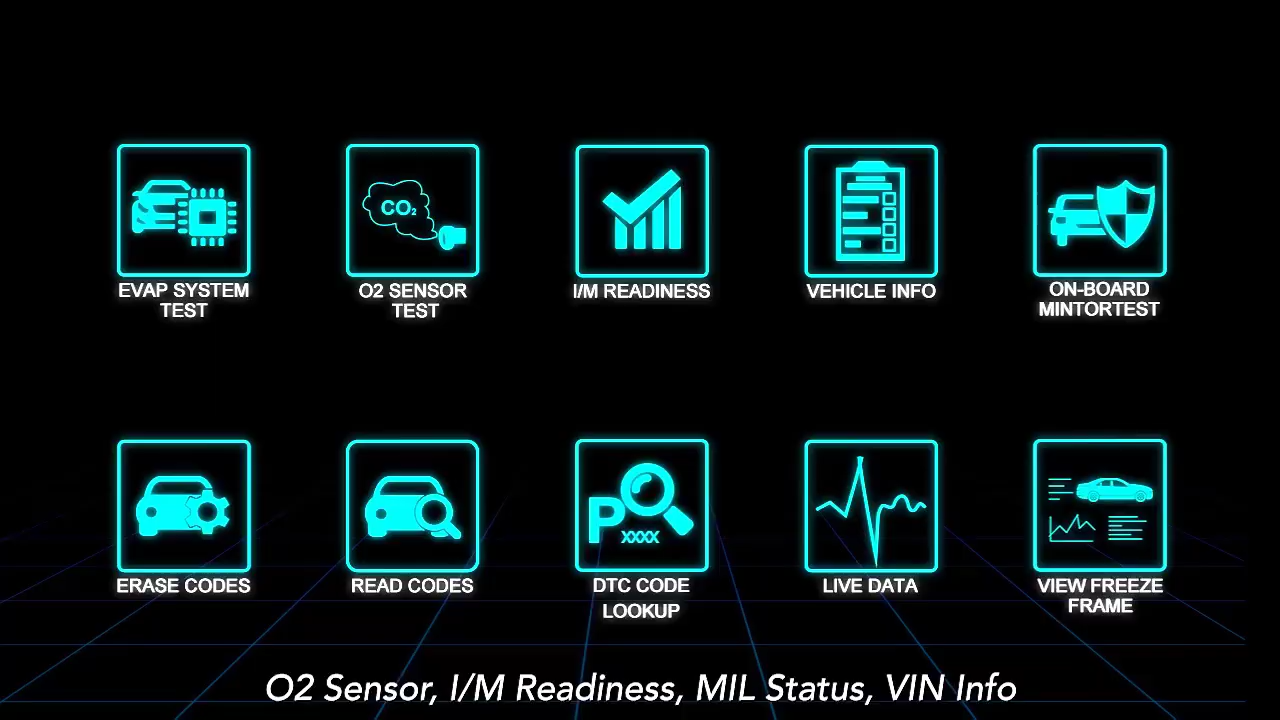 CO₂
EVAP SYSTEM
TEST
O2 SENSOR
TEST
I/M READINESS
VEHICLE INFO
ON-BOARD
MINTORTEST
P
XXXX
ERASE CODES
READ CODES
DTC CODE
LOOKUP
LIVE DATA
VIEW FREEZE
FRAME
O2 Sensor, I/M Readiness, MIL Status, VIN Info